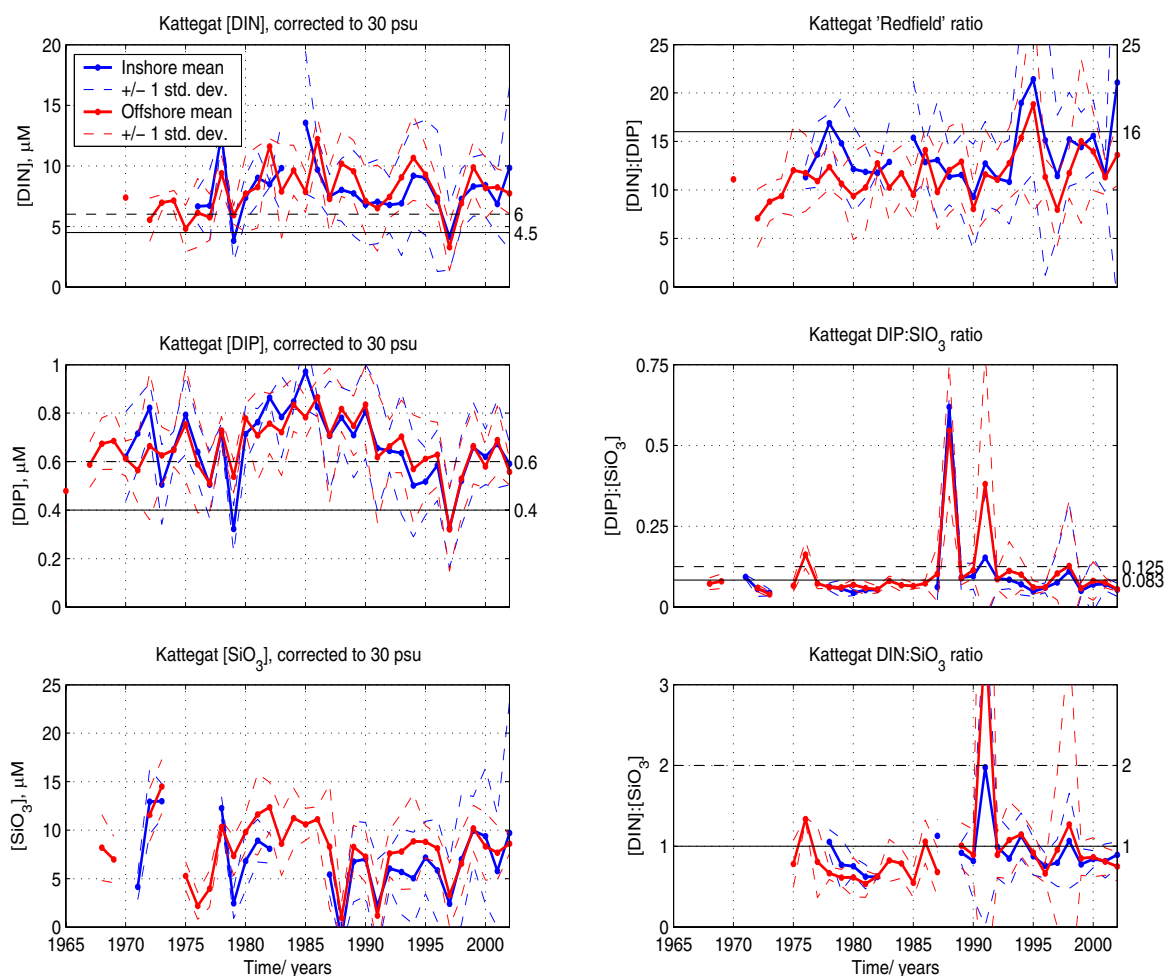 Kattegat [DIN], corrected to 30 psu
20
15
10
5
0
[DIN], μM
Inshore mean
+/− 1 std. dev.
Offshore mean
+/− 1 std. dev.
6
4.5
Kattegat 'Redfield' ratio
25
20
15
10
5
0
[DIN]:[DIP]
25
16
Kattegat [DIP], corrected to 30 psu
1
0.8
0.6
0.4
0.2
0
[DIP], μM
0.6
0.4
Kattegat DIP:SiO₃ ratio
0.75
0.5
0.25
0
[DIP]:[SiO₃]
0.125
0.083
Kattegat [SiO₃], corrected to 30 psu
25
20
15
10
5
0
[SiO₃], μM
1965 1970 1975 1980 1985 1990 1995 2000
Time/ years
Kattegat DIN:SiO₃ ratio
3
2
1
0
[DIN]:[SiO₃]
2
1
1965 1970 1975 1980 1985 1990 1995 2000
Time/ years